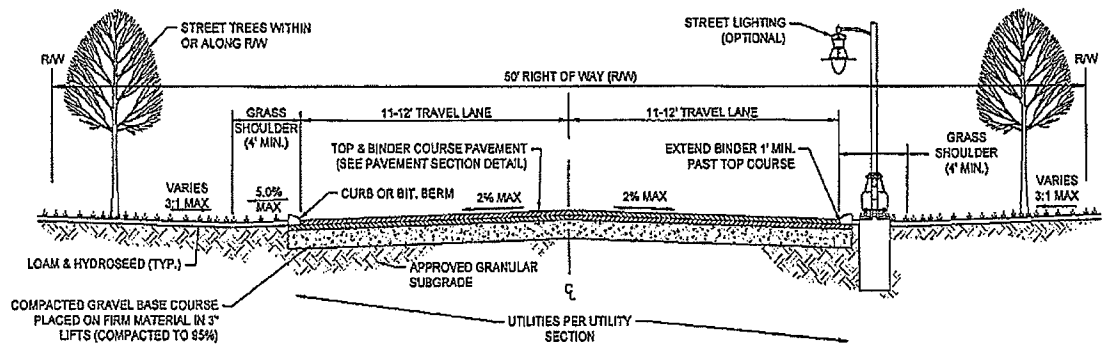 STREET TREES WITHIN
OR ALONG R/W
STREET LIGHTING
(OPTIONAL)
R/W
R/W
50' RIGHT OF WAY (R/W)
GRASS
SHOULDER
(4' MIN.)
11-12' TRAVEL LANE
11-12' TRAVEL LANE
GRASS
SHOULDER
(4' MIN.)
TOP & BINDER COURSE PAVEMENT
(SEE PAVEMENT SECTION DETAIL)
EXTEND BINDER 1' MIN.
PAST TOP COURSE
VARIES
3:1 MAX
5.0%
MAX
CURB OR BIT. BERM
2% MAX
2% MAX
VARIES
3:1 MAX
LOAM & HYDROSEED (TYP.)
APPROVED GRANULAR
SUBGRADE
CL
COMPACTED GRAVEL BASE COURSE
PLACED ON FIRM MATERIAL IN 3"
LIFTS (COMPACTED TO 95%)
UTILITIES PER UTILITY
SECTION